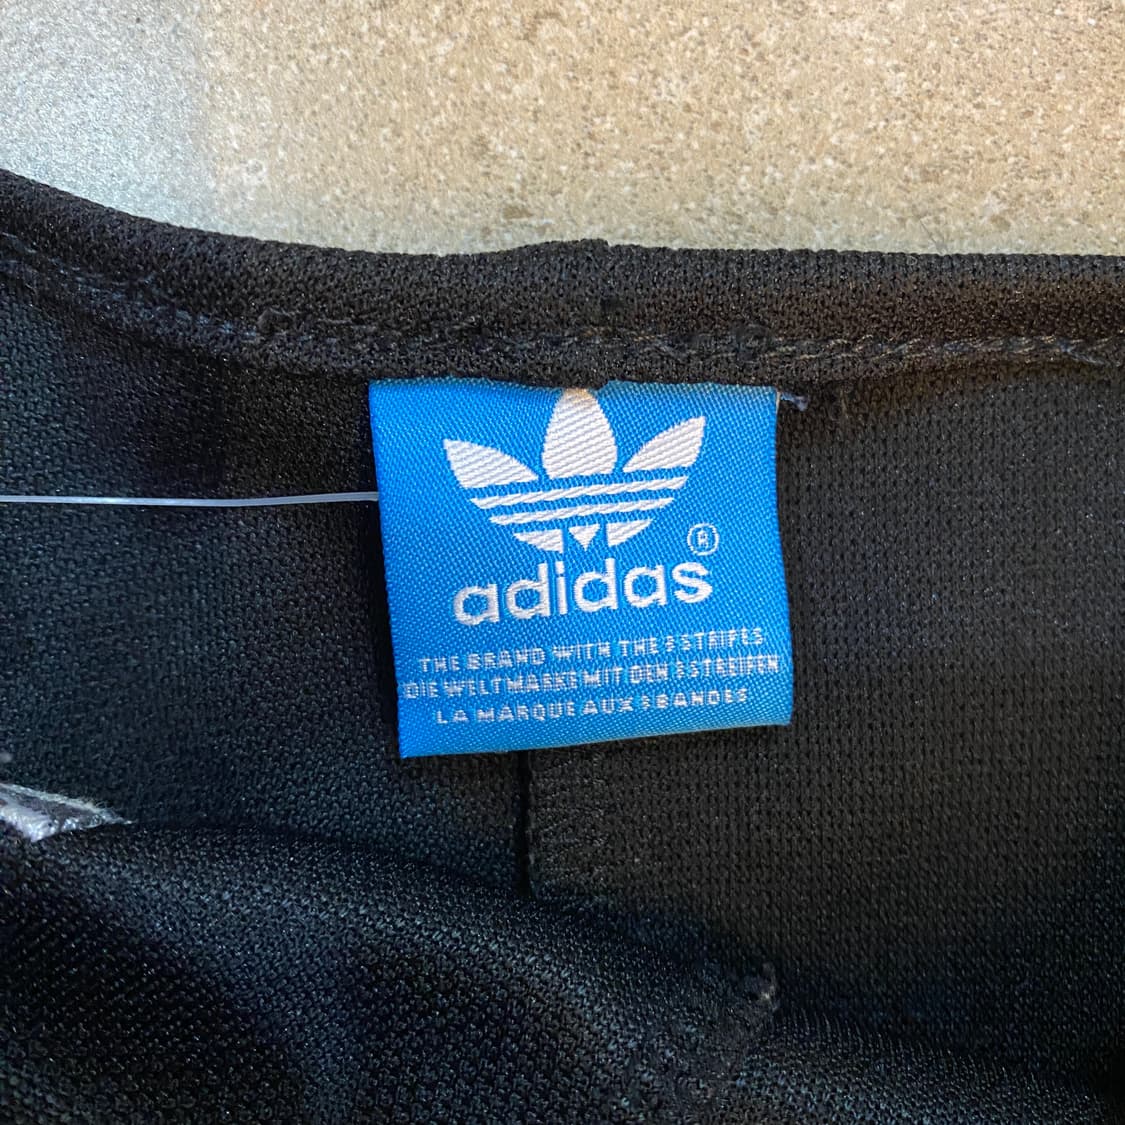 adidas ®
THE BRAND WITH THE 3 STRIPES
DIE WELTMARKE MIT DEN 3 STREIFEN
LA MARQUE AUX 3 BANDES